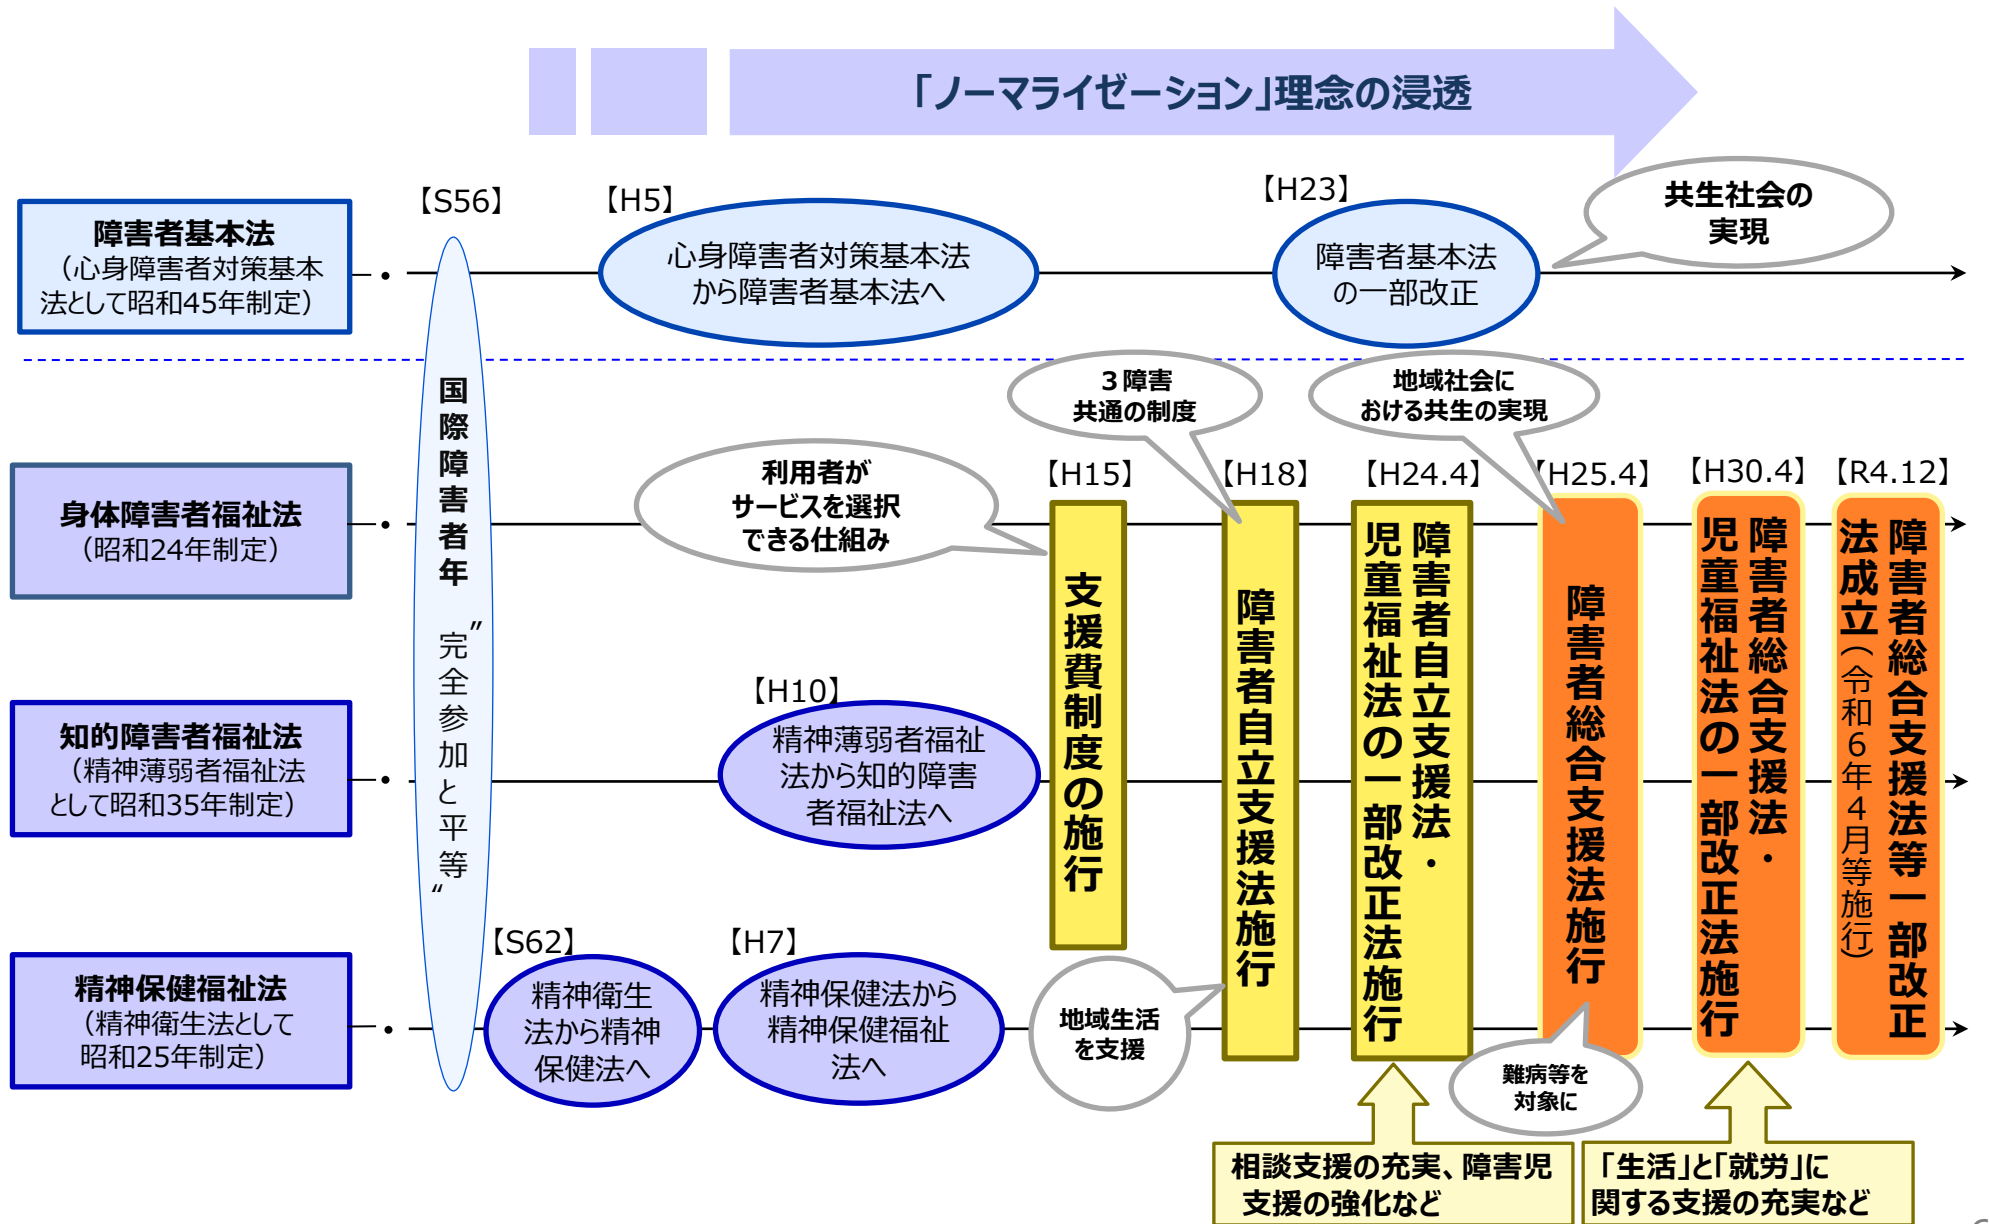 「ノーマライゼーション」理念の浸透
【S56】
【H5】
【H23】
共生社会の
実現
障害者基本法
（心身障害者対策基本
法として昭和45年制定）
心身障害者対策基本法
から障害者基本法へ
障害者基本法
の一部改正
国際障害者年 〝完全参加と平等〟
３障害
共通の制度
地域社会に
おける共生の実現
利用者が
サービスを選択
できる仕組み
【H15】
【H18】
【H24.4】
【H25.4】
【H30.4】
【R4.12】
身体障害者福祉法
（昭和24年制定）
支援費制度の施行
障害者自立支援法施行
障害者自立支援法・
児童福祉法の一部改正法施行
障害者総合支援法施行
障害者総合支援法・
児童福祉法の一部改正法施行
障害者総合支援法等一部改正
法成立（令和６年４月等施行）
【H10】
知的障害者福祉法
（精神薄弱者福祉法
として昭和35年制定）
精神薄弱者福祉
法から知的障害
者福祉法へ
【S62】
【H7】
精神保健福祉法
（精神衛生法として
昭和25年制定）
精神衛生
法から精神
保健法へ
精神保健法から
精神保健福祉
法へ
地域生活
を支援
難病等を
対象に
相談支援の充実、障害児
支援の強化など
「生活」と「就労」に
関する支援の充実など